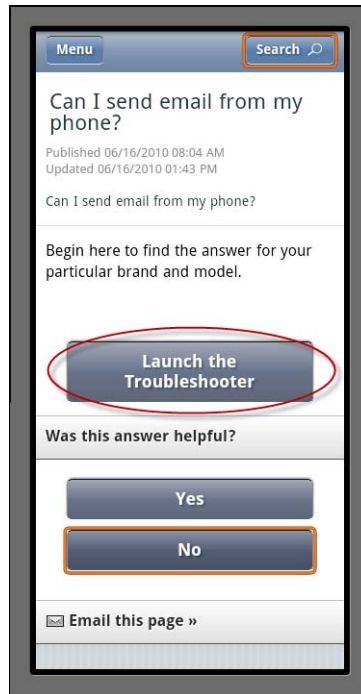 Menu
Search
Can I send email from my
phone?
Published 06/16/2010 08:04 AM
Updated 06/16/2010 01:43 PM
Can I send email from my phone?
Begin here to find the answer for your
particular brand and model.
Launch the
Troubleshooter
Was this answer helpful?
Yes
No
Email this page »